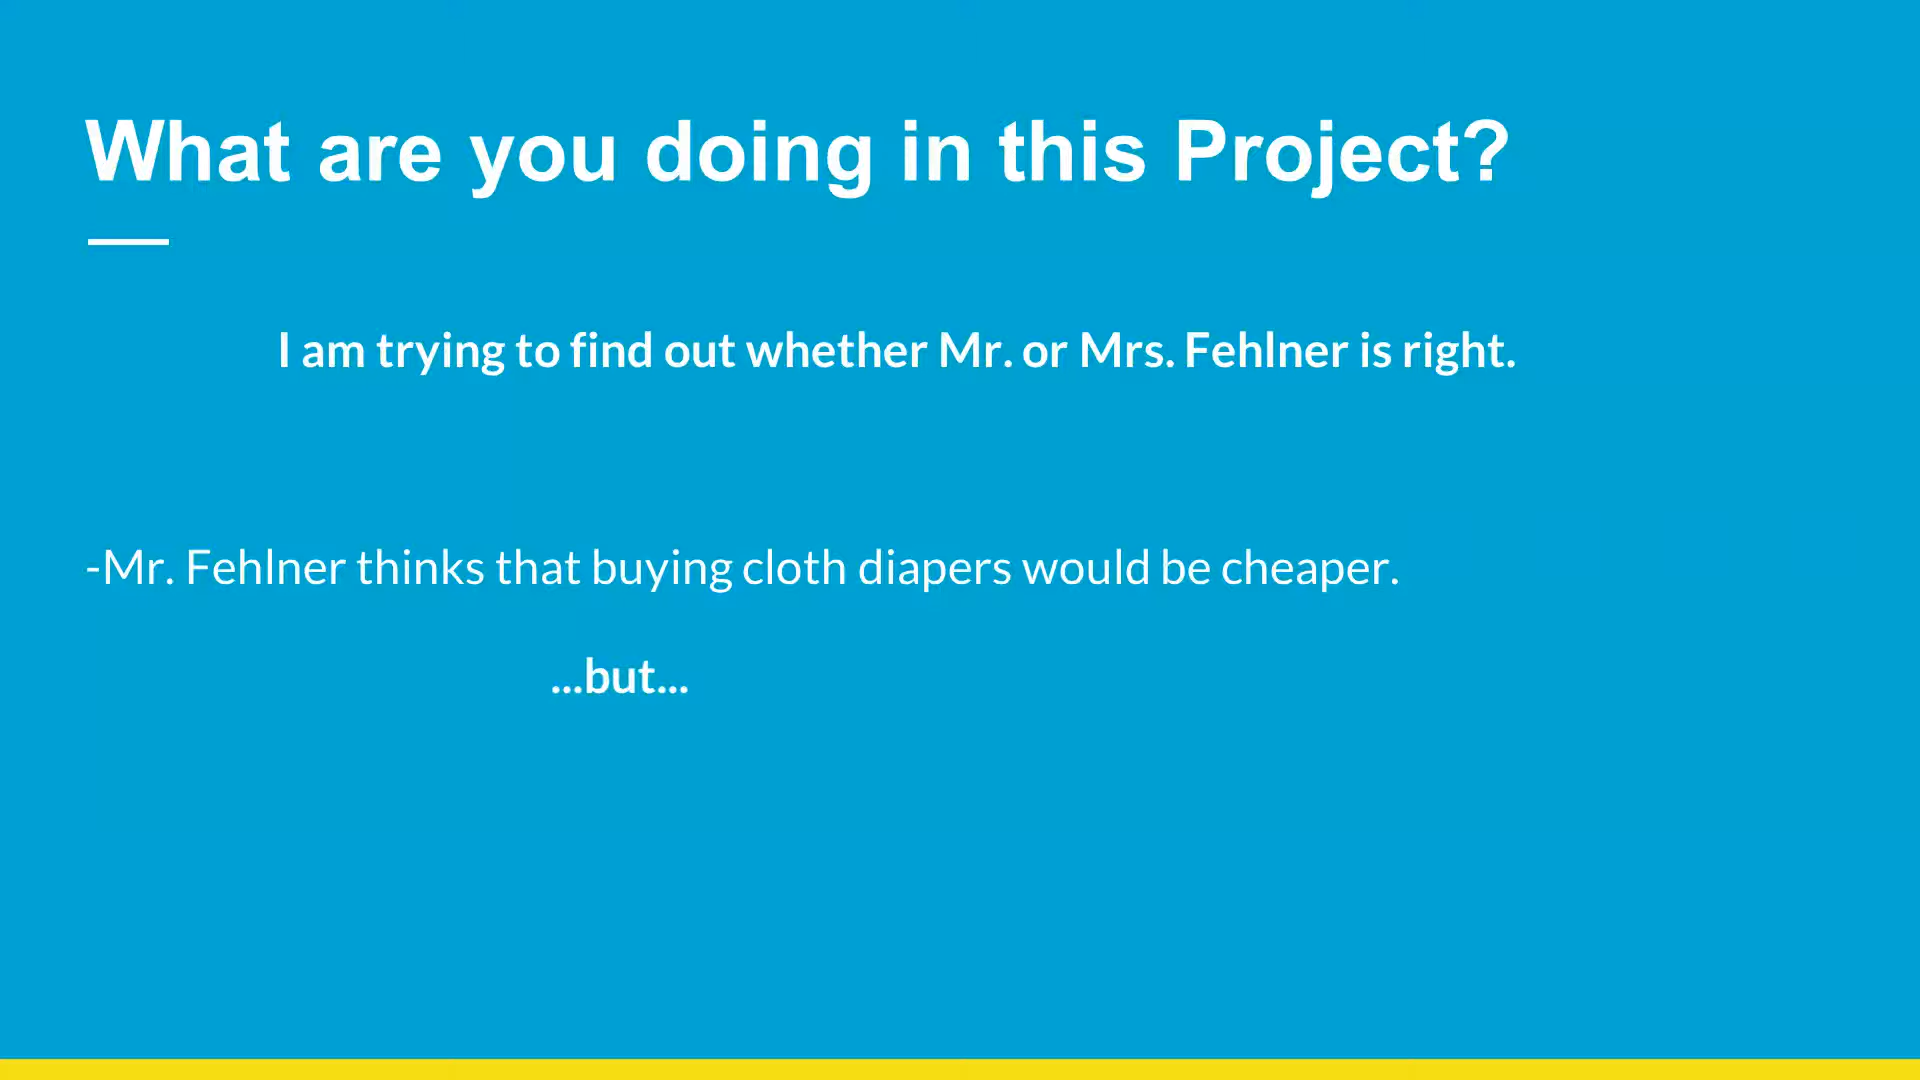 What are you doing in this Project?
I am trying to find out whether Mr. or Mrs. Fehlner is right.
-Mr. Fehlner thinks that buying cloth diapers would be cheaper.
...but...